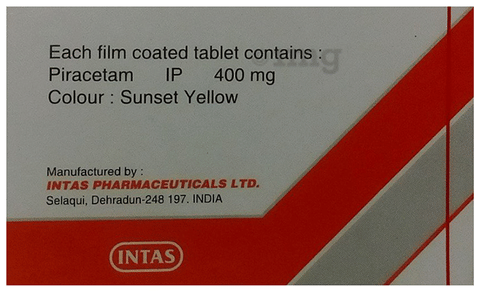 Each film coated tablet contains :
Piracetam IP 400 mg
Colour : Sunset Yellow
Manufactured by :
INTAS PHARMACEUTICALS LTD.
Selaqui, Dehradun-248 197. INDIA
INTAS